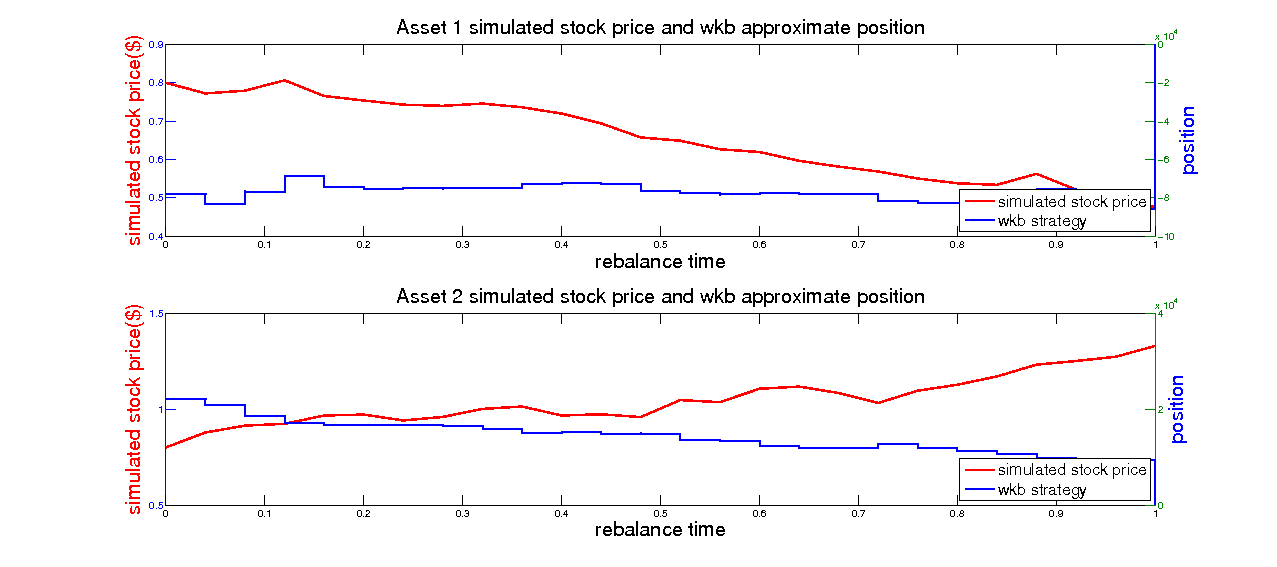 Asset 1 simulated stock price and wkb approximate position
simulated stock price($)
0.9
0.8
0.7
0.6
0.5
0.4
x 10^4
0
-2
-4
-6
-8
-10
position
simulated stock price
wkb strategy
0 0.1 0.2 0.3 0.4 0.5 0.6 0.7 0.8 0.9 1
rebalance time
Asset 2 simulated stock price and wkb approximate position
simulated stock price($)
1.5
1
0.5
x 10^4
4
2
0
position
simulated stock price
wkb strategy
0 0.1 0.2 0.3 0.4 0.5 0.6 0.7 0.8 0.9 1
rebalance time